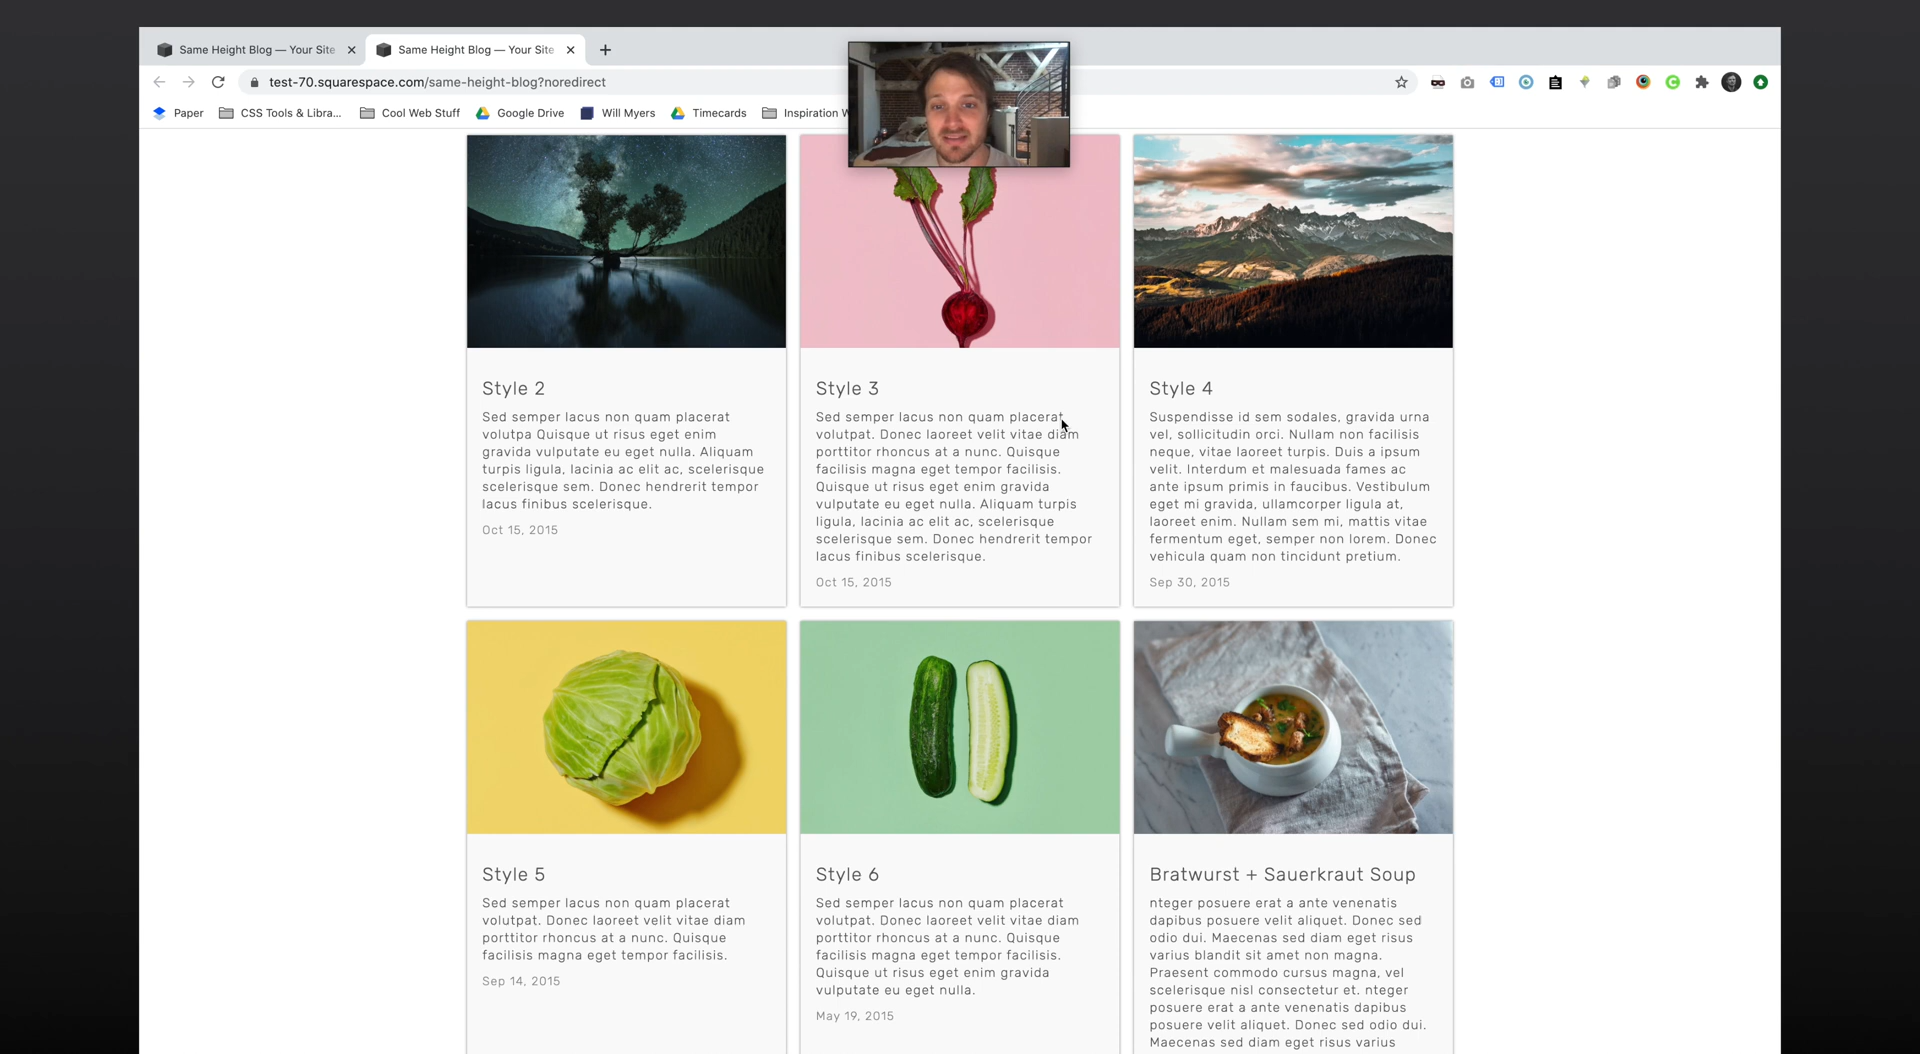 Same Height Blog — Your Site
Same Height Blog — Your Site
test-70.squarespace.com/same-height-blog?noredirect
Paper
CSS Tools & Libra...
Cool Web Stuff
Google Drive
Will Myers
Timecards
Inspiration
Style 2
Sed semper lacus non quam placerat
volutpa Quisque ut risus eget enim
gravida vulputate eu eget nulla. Aliquam
turpis ligula, lacinia ac elit ac, scelerisque
scelerisque sem. Donec hendrerit tempor
lacus finibus scelerisque.
Oct 15, 2015
Style 3
Sed semper lacus non quam placerat
volutpat. Donec laoreet velit vitae diam
porttitor rhoncus at a nunc. Quisque
facilisis magna eget tempor facilisis.
Quisque ut risus eget enim gravida
vulputate eu eget nulla. Aliquam turpis
ligula, lacinia ac elit ac, scelerisque
scelerisque sem. Donec hendrerit tempor
lacus finibus scelerisque.
Oct 15, 2015
Style 4
Suspendisse id sem sodales, gravida urna
vel, sollicitudin orci. Nullam non facilisis
neque, vitae laoreet turpis. Duis a ipsum
velit. Interdum et malesuada fames ac
ante ipsum primis in faucibus. Vestibulum
eget mi gravida, ullamcorper ligula at,
laoreet enim. Nullam sem mi, mattis vitae
fermentum eget, semper non lorem. Donec
vehicula quam non tincidunt pretium.
Sep 30, 2015
Style 5
Sed semper lacus non quam placerat
volutpat. Donec laoreet velit vitae diam
porttitor rhoncus at a nunc. Quisque
facilisis magna eget tempor facilisis.
Sep 14, 2015
Style 6
Sed semper lacus non quam placerat
volutpat. Donec laoreet velit vitae diam
porttitor rhoncus at a nunc. Quisque
facilisis magna eget tempor facilisis.
Quisque ut risus eget enim gravida
vulputate eu eget nulla.
May 19, 2015
Bratwurst + Sauerkraut Soup
nteger posuere erat a ante venenatis
dapibus posuere velit aliquet. Donec sed
odio dui. Maecenas sed diam eget risus
varius blandit sit amet non magna.
Praesent commodo cursus magna, vel
scelerisque nisl consectetur et. nteger
posuere erat a ante venenatis dapibus
posuere velit aliquet. Donec sed odio dui.
Maecenas sed diam eget risus varius